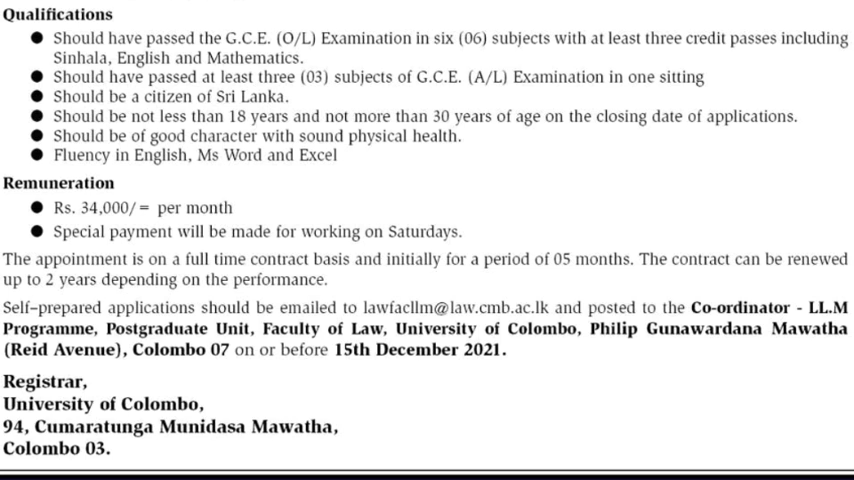 Qualifications
● Should have passed the G.C.E. (O/L) Examination in six (06) subjects with at least three credit passes including
Sinhala, English and Mathematics.
● Should have passed at least three (03) subjects of G.C.E. (A/L) Examination in one sitting
● Should be a citizen of Sri Lanka.
● Should be not less than 18 years and not more than 30 years of age on the closing date of applications.
● Should be of good character with sound physical health.
● Fluency in English, Ms Word and Excel
Remuneration
● Rs. 34,000/= per month
● Special payment will be made for working on Saturdays.
The appointment is on a full time contract basis and initially for a period of 05 months. The contract can be renewed
up to 2 years depending on the performance.
Self-prepared applications should be emailed to lawfacllm@law.cmb.ac.lk and posted to the Co-ordinator - LL.M
Programme, Postgraduate Unit, Faculty of Law, University of Colombo, Philip Gunawardana Mawatha
(Reid Avenue), Colombo 07 on or before 15th December 2021.
Registrar,
University of Colombo,
94, Cumaratunga Munidasa Mawatha,
Colombo 03.